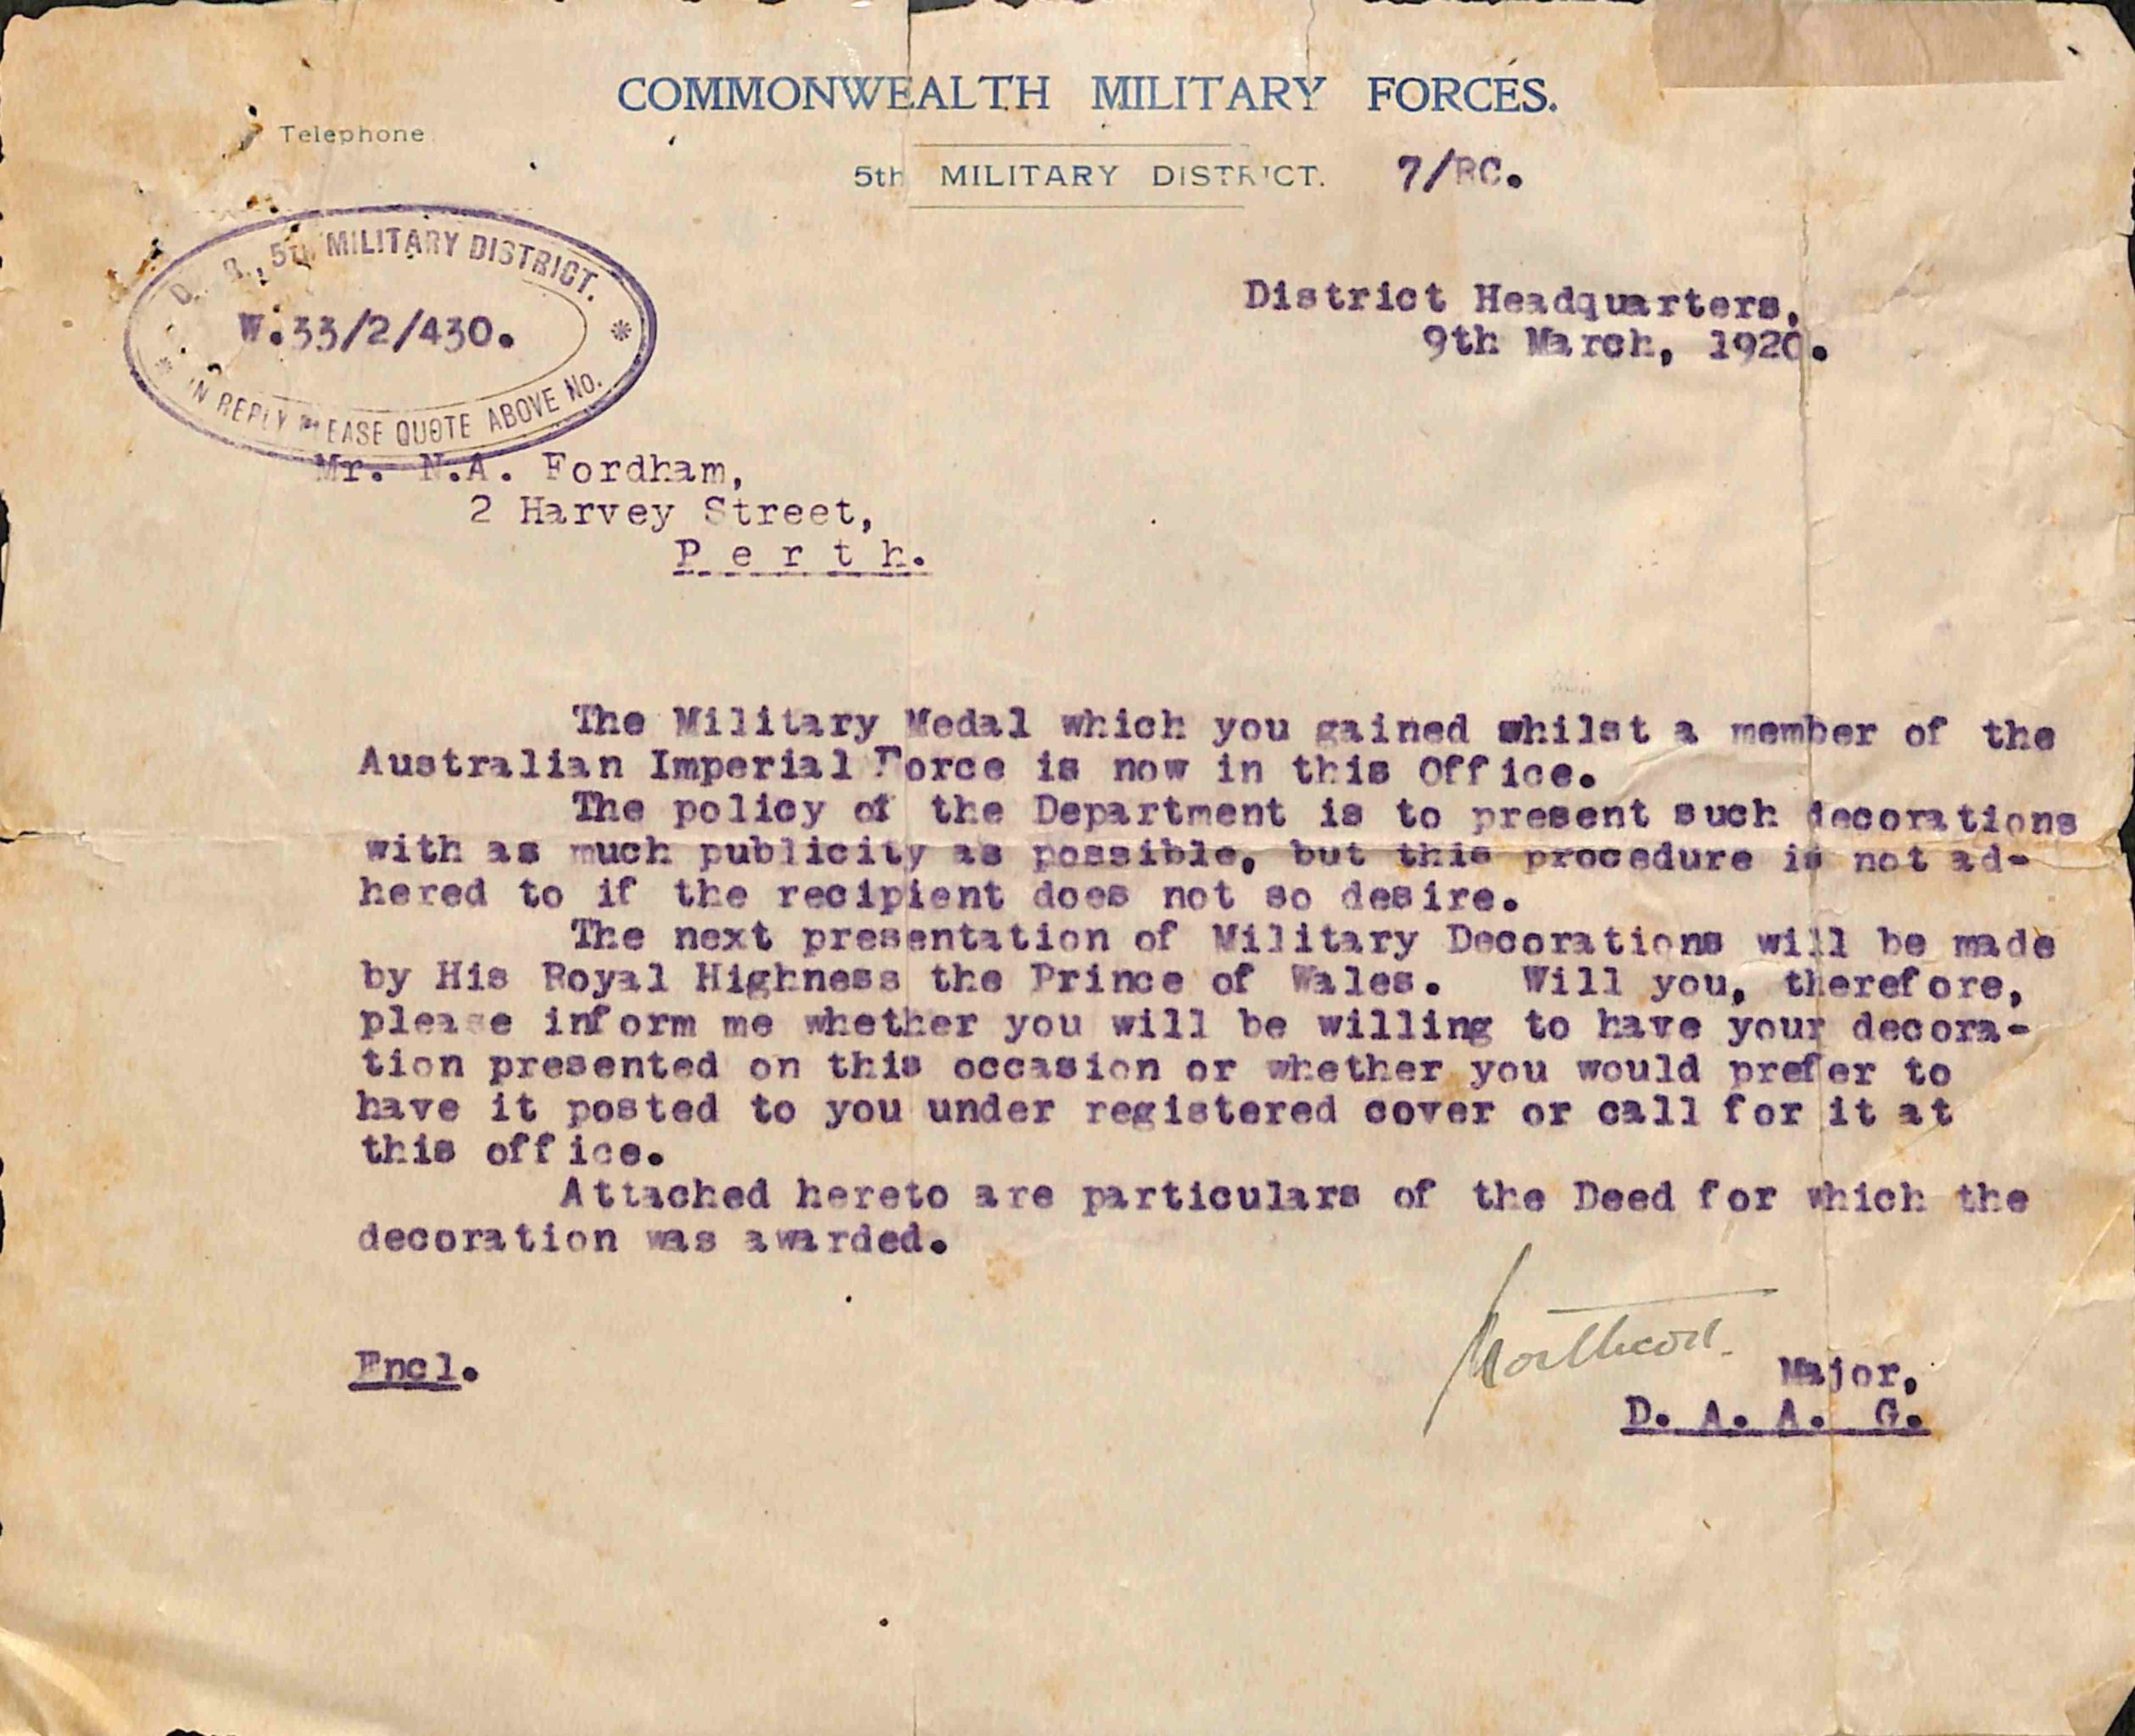 COMMONWEALTH MILITARY FORCES.
Telephone
5th MILITARY DISTRICT. 7/RC.
5TH MILITARY DISTRICT.
W.33/2/430.
IN REPLY PLEASE QUOTE ABOVE No.
District Headquarters,
9th March, 1920.
Mr. N.A. Fordham,
2 Harvey Street,
P e r t h.
The Military Medal which you gained whilst a member of the
Australian Imperial Force is now in this Office.
The policy of the Department is to present such decorations
with as much publicity as possible, but this procedure is not ad-
hered to if the recipient does not so desire.
The next presentation of Military Decorations will be made
by His Royal Highness the Prince of Wales. Will you, therefore,
please inform me whether you will be willing to have your decora-
tion presented on this occasion or whether you would prefer to
have it posted to you under registered cover or call for it at
this office.
Attached hereto are particulars of the Deed for which the
decoration was awarded.
Northcott.
Encl.
Major,
D. A. A. G.